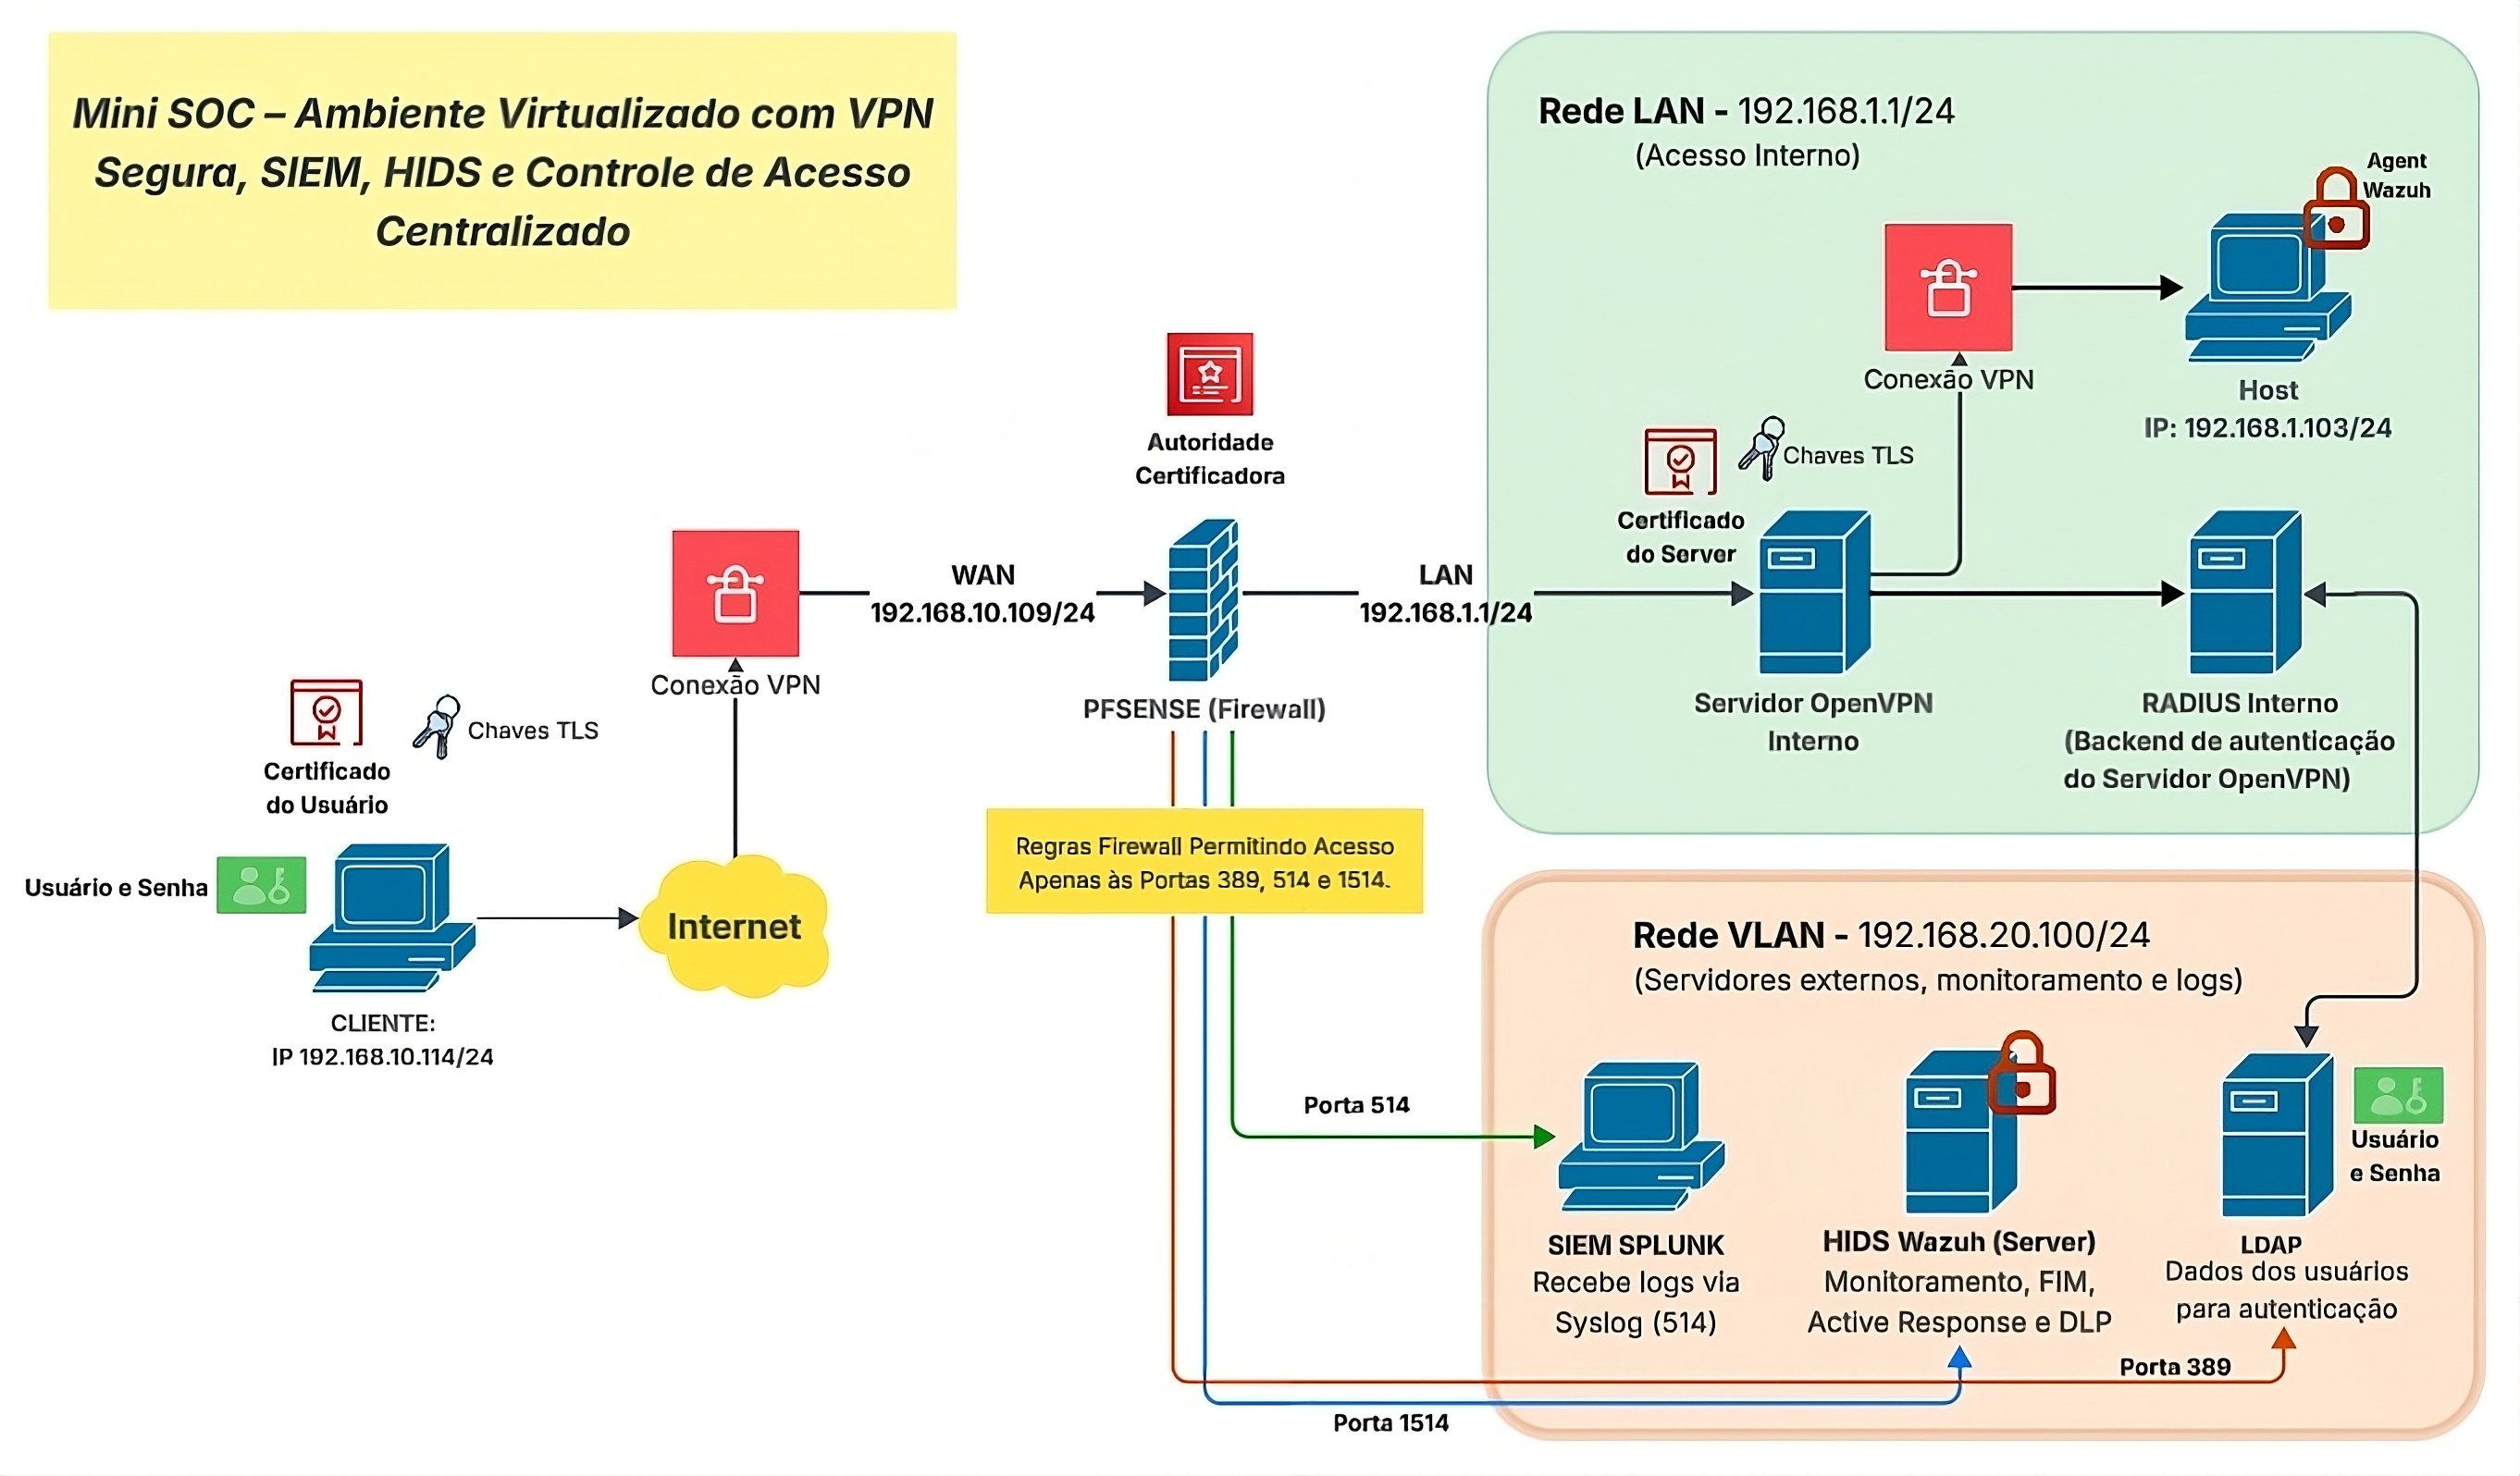 Mini SOC – Ambiente Virtualizado com VPN
Segura, SIEM, HIDS e Controle de Acesso
Centralizado
Rede LAN - 192.168.1.1/24
(Acesso Interno)
Agent
Wazuh
Conexão VPN
Host
IP: 192.168.1.103/24
Autoridade
Certificadora
Chaves TLS
Certificado
do Server
WAN
192.168.10.109/24
LAN
192.168.1.1/24
Conexão VPN
PFSENSE (Firewall)
Servidor OpenVPN
Interno
RADIUS Interno
(Backend de autenticação
do Servidor OpenVPN)
Chaves TLS
Certificado
do Usuário
Usuário e Senha
Internet
CLIENTE:
IP 192.168.10.114/24
Regras Firewall Permitindo Acesso
Apenas às Portas 389, 514 e 1514.
Rede VLAN - 192.168.20.100/24
(Servidores externos, monitoramento e logs)
Porta 514
Usuário
e Senha
SIEM SPLUNK
Recebe logs via
Syslog (514)
HIDS Wazuh (Server)
Monitoramento, FIM,
Active Response e DLP
LDAP
Dados dos usuários
para autenticação
Porta 389
Porta 1514